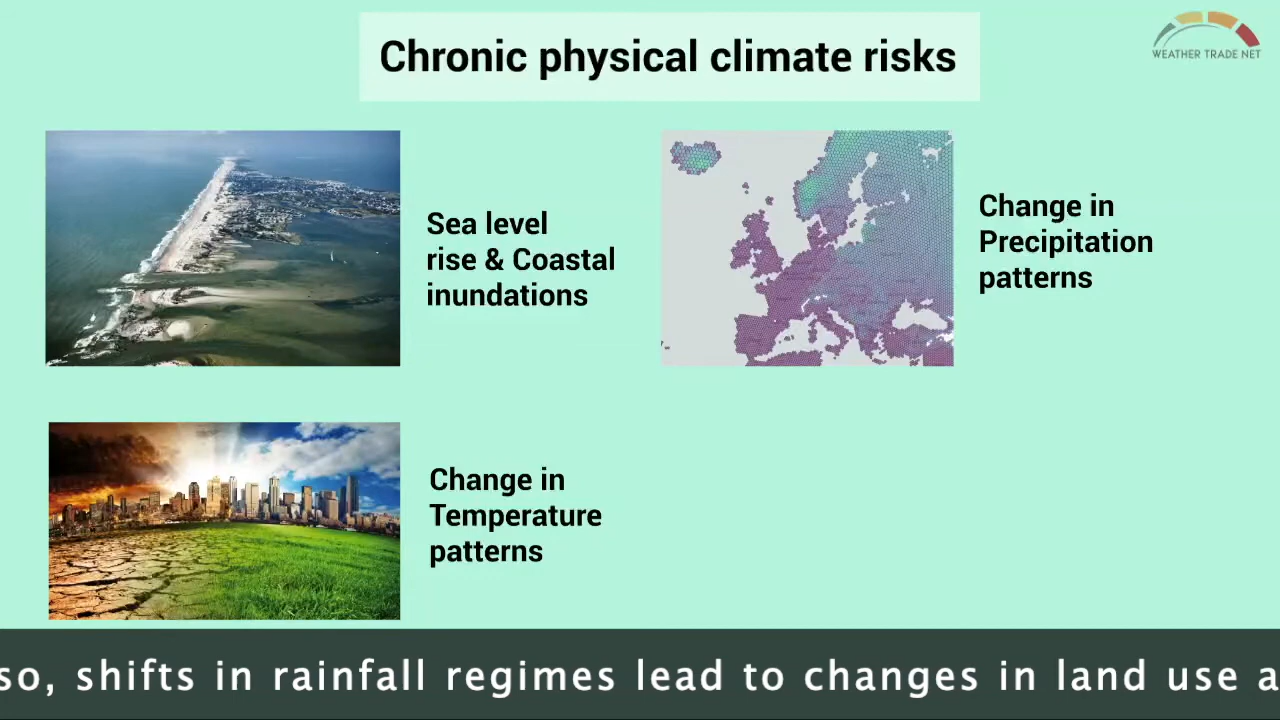 Chronic physical climate risks
WEATHER TRADE NET
Sea level
rise & Coastal
inundations
Change in
Precipitation
patterns
Change in
Temperature
patterns
so, shifts in rainfall regimes lead to changes in land use a